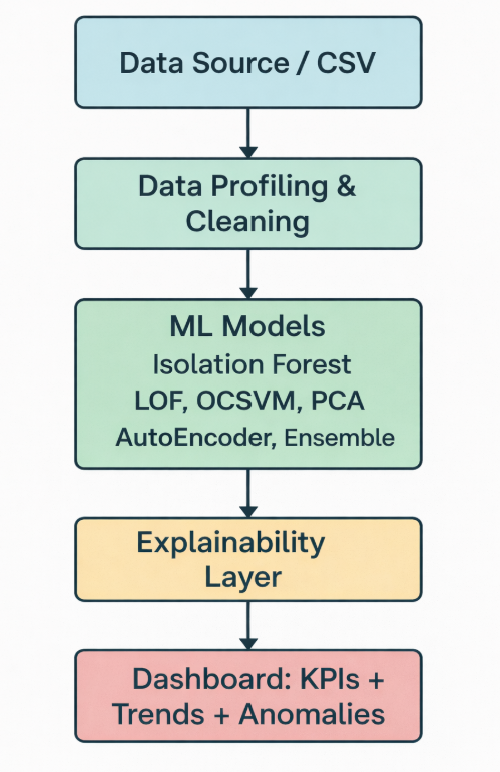 Data Source / CSV
Data Profiling &
Cleaning
ML Models
Isolation Forest
LOF, OCSVM, PCA
AutoEncoder, Ensemble
Explainability
Layer
Dashboard: KPIs +
Trends + Anomalies